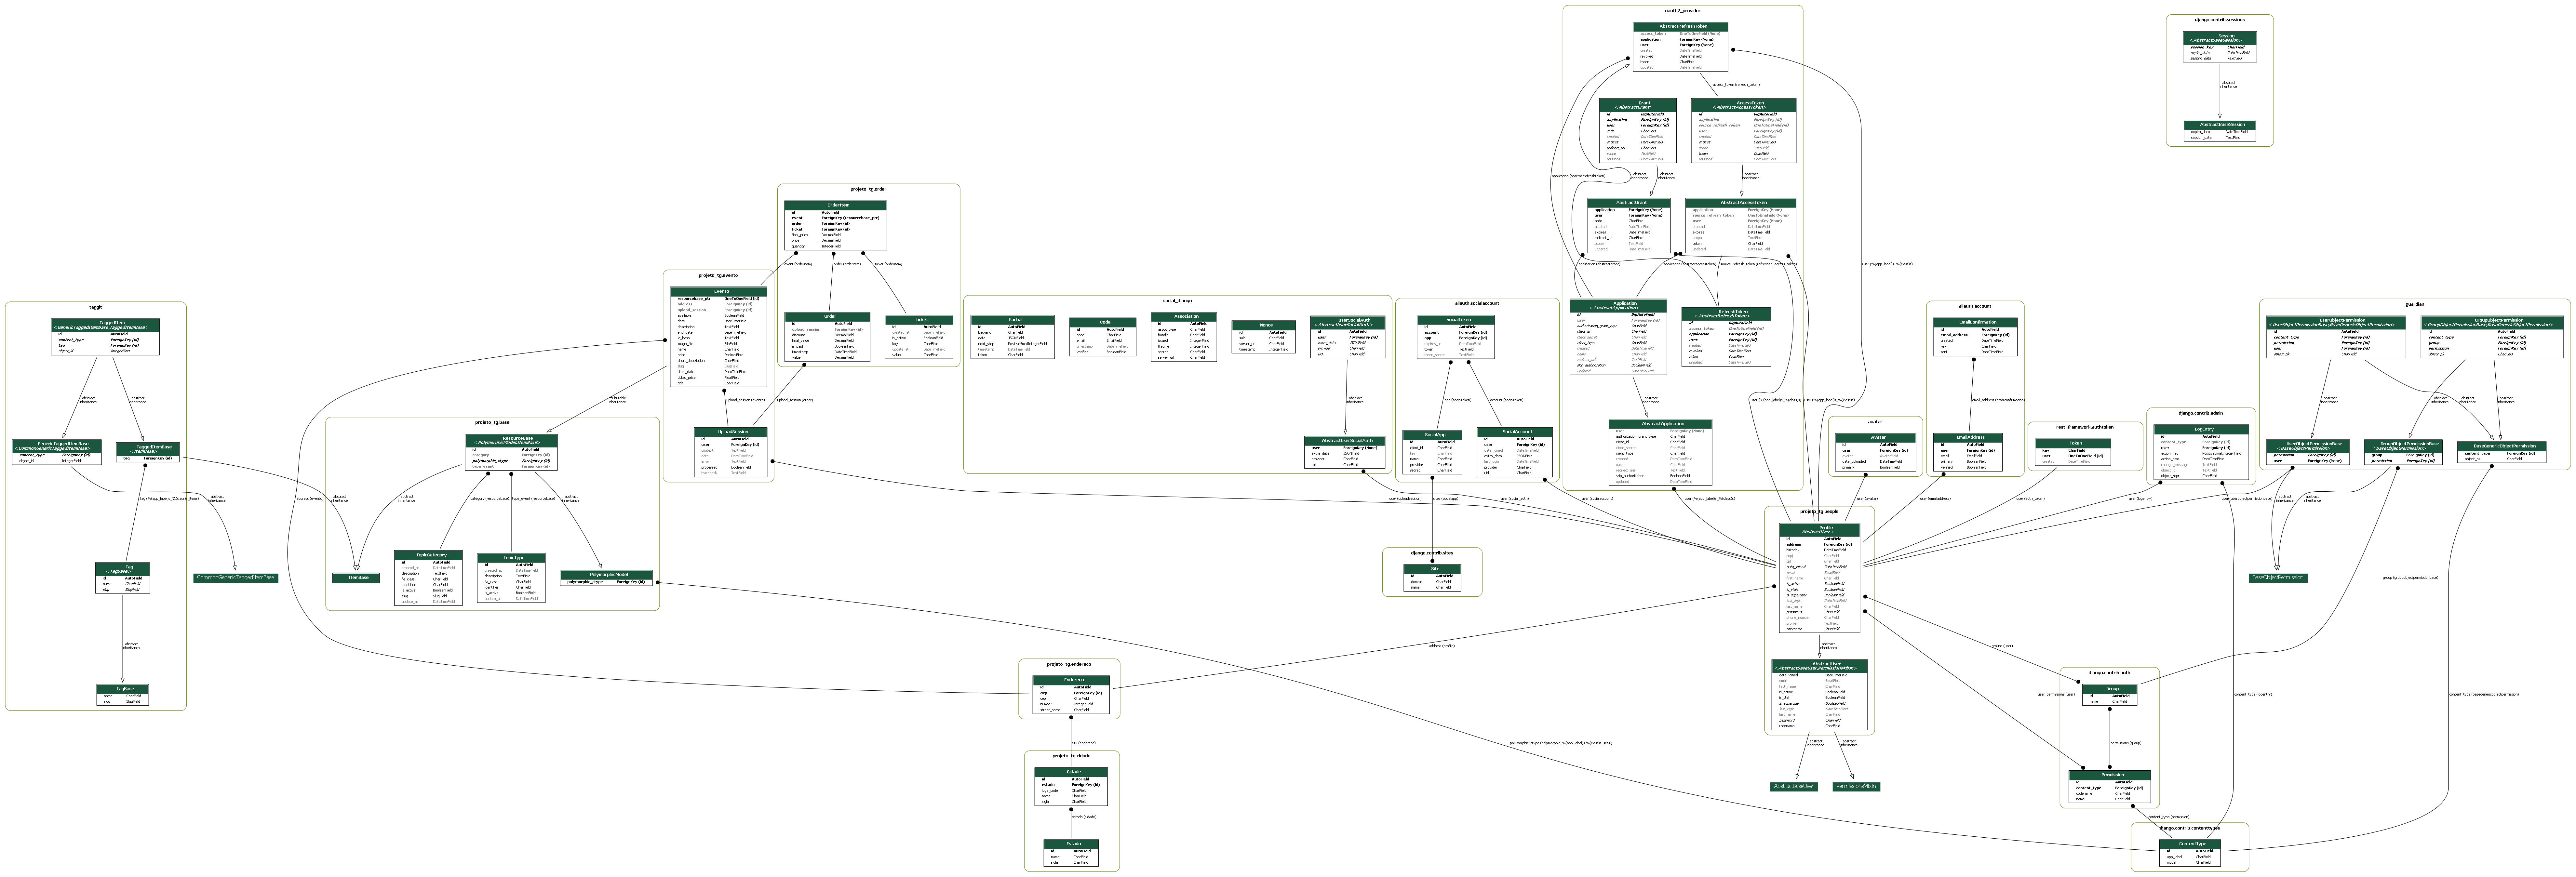 oauth2_provider
AbstractRefreshToken
access_token OneToOneField (None)
application ForeignKey (None)
user ForeignKey (None)
created DateTimeField
revoked DateTimeField
token CharField
updated DateTimeField
access_token (refresh_token)
Grant
<AbstractGrant>
id BigAutoField
application ForeignKey (id)
user ForeignKey (id)
code CharField
created DateTimeField
expires DateTimeField
redirect_uri CharField
scope TextField
updated DateTimeField
AccessToken
<AbstractAccessToken>
id BigAutoField
application ForeignKey (id)
source_refresh_token OneToOneField (id)
user ForeignKey (id)
created DateTimeField
expires DateTimeField
scope TextField
token CharField
updated DateTimeField
application (abstractrefreshtoken)
abstract
inheritance
abstract
inheritance
AbstractGrant
application ForeignKey (None)
user ForeignKey (None)
code CharField
created DateTimeField
expires DateTimeField
redirect_uri CharField
scope TextField
updated DateTimeField
AbstractAccessToken
application ForeignKey (None)
source_refresh_token OneToOneField (None)
user ForeignKey (None)
created DateTimeField
expires DateTimeField
scope TextField
token CharField
updated DateTimeField
user (%(app_label)s_%(class)s)
application (abstractgrant)
application (abstractaccesstoken)
source_refresh_token (refreshed_access_token)
Application
<AbstractApplication>
id BigAutoField
user ForeignKey (id)
authorization_grant_type CharField
client_id CharField
client_secret CharField
client_type CharField
created DateTimeField
name CharField
redirect_uris TextField
skip_authorization BooleanField
updated DateTimeField
RefreshToken
<AbstractRefreshToken>
id BigAutoField
access_token OneToOneField (id)
application ForeignKey (id)
user ForeignKey (id)
created DateTimeField
revoked DateTimeField
token CharField
updated DateTimeField
abstract
inheritance
user (%(app_label)s_%(class)s)
user (%(app_label)s_%(class)s)
AbstractApplication
user ForeignKey (None)
authorization_grant_type CharField
client_id CharField
client_secret CharField
client_type CharField
created DateTimeField
name CharField
redirect_uris TextField
skip_authorization BooleanField
updated DateTimeField
user (%(app_label)s_%(class)s)
django.contrib.sessions
Session
<AbstractBaseSession>
session_key CharField
expire_date DateTimeField
session_data TextField
abstract
inheritance
AbstractBaseSession
expire_date DateTimeField
session_data TextField
projeto_tg.order
OrderItem
id AutoField
event ForeignKey (resourcebase_ptr)
order ForeignKey (id)
ticket ForeignKey (id)
final_price DecimalField
price DecimalField
quantity IntegerField
event (orderitem)
order (orderitem)
ticket (orderitem)
Order
id AutoField
upload_session ForeignKey (id)
discount DecimalField
final_value DecimalField
is_paid BooleanField
timestamp DateTimeField
value DecimalField
Ticket
id AutoField
created_at DateTimeField
is_active BooleanField
key CharField
update_at DateTimeField
value CharField
upload_session (order)
projeto_tg.evento
Evento
resourcebase_ptr OneToOneField (id)
address ForeignKey (id)
upload_session ForeignKey (id)
available BooleanField
date DateTimeField
description TextField
end_date DateTimeField
id_hash TextField
image_file FileField
name CharField
price DecimalField
short_description CharField
slug SlugField
start_date DateTimeField
ticket_price FloatField
title CharField
upload_session (events)
multi-table
inheritance
UploadSession
id AutoField
user ForeignKey (id)
context TextField
date DateTimeField
error TextField
processed BooleanField
traceback TextField
user (uploadsession)
taggit
TaggedItem
<GenericTaggedItemBase,TaggedItemBase>
id AutoField
content_type ForeignKey (id)
tag ForeignKey (id)
object_id IntegerField
abstract
inheritance
abstract
inheritance
GenericTaggedItemBase
<CommonGenericTaggedItemBase>
content_type ForeignKey (id)
object_id IntegerField
TaggedItemBase
<ItemBase>
tag ForeignKey (id)
tag (%(app_label)s_%(class)s_items)
abstract
inheritance
abstract
inheritance
Tag
<TagBase>
id AutoField
name CharField
slug SlugField
abstract
inheritance
TagBase
name CharField
slug SlugField
CommonGenericTaggedItemBase
address (events)
projeto_tg.base
ResourceBase
<PolymorphicModel,ItemBase>
id AutoField
category ForeignKey (id)
polymorphic_ctype ForeignKey (id)
type_event ForeignKey (id)
abstract
inheritance
category (resourcebase)
type_event (resourcebase)
abstract
inheritance
ItemBase
TopicCategory
id AutoField
created_at DateTimeField
description TextField
fa_class CharField
identifier CharField
is_active BooleanField
slug SlugField
update_at DateTimeField
TopicType
id AutoField
created_at DateTimeField
description TextField
fa_class CharField
identifier CharField
is_active BooleanField
update_at DateTimeField
PolymorphicModel
polymorphic_ctype ForeignKey (id)
polymorphic_ctype (polymorphic_%(app_label)s.%(class)s_set+)
social_django
Partial
id AutoField
backend CharField
data JSONField
next_step PositiveSmallIntegerField
timestamp DateTimeField
token CharField
Code
id AutoField
code CharField
email EmailField
timestamp DateTimeField
verified BooleanField
Association
id AutoField
assoc_type CharField
handle CharField
issued IntegerField
lifetime IntegerField
secret CharField
server_url CharField
Nonce
id AutoField
salt CharField
server_url CharField
timestamp IntegerField
UserSocialAuth
<AbstractUserSocialAuth>
id AutoField
user ForeignKey (id)
extra_data JSONField
provider CharField
uid CharField
abstract
inheritance
AbstractUserSocialAuth
user ForeignKey (None)
extra_data JSONField
provider CharField
uid CharField
user (social_auth)
allauth.socialaccount
SocialToken
id AutoField
account ForeignKey (id)
app ForeignKey (id)
expires_at DateTimeField
token TextField
token_secret TextField
app (socialtoken)
account (socialtoken)
SocialApp
id AutoField
client_id CharField
key CharField
name CharField
provider CharField
secret CharField
SocialAccount
id AutoField
user ForeignKey (id)
date_joined DateTimeField
extra_data JSONField
last_login DateTimeField
provider CharField
uid CharField
sites (socialapp)
user (socialaccount)
django.contrib.sites
Site
id AutoField
domain CharField
name CharField
allauth.account
EmailConfirmation
id AutoField
email_address ForeignKey (id)
created DateTimeField
key CharField
sent DateTimeField
email_address (emailconfirmation)
EmailAddress
id AutoField
user ForeignKey (id)
email EmailField
primary BooleanField
verified BooleanField
user (emailaddress)
avatar
Avatar
id AutoField
user ForeignKey (id)
avatar AvatarField
date_uploaded DateTimeField
primary BooleanField
user (avatar)
rest_framework.authtoken
Token
key CharField
user OneToOneField (id)
created DateTimeField
user (auth_token)
django.contrib.admin
LogEntry
id AutoField
content_type ForeignKey (id)
user ForeignKey (id)
action_flag PositiveSmallIntegerField
action_time DateTimeField
change_message TextField
object_id TextField
object_repr CharField
user (logentry)
content_type (logentry)
guardian
UserObjectPermission
<UserObjectPermissionBase,BaseGenericObjectPermission>
id AutoField
content_type ForeignKey (id)
permission ForeignKey (id)
user ForeignKey (id)
object_pk CharField
GroupObjectPermission
<GroupObjectPermissionBase,BaseGenericObjectPermission>
id AutoField
content_type ForeignKey (id)
group ForeignKey (id)
permission ForeignKey (id)
object_pk CharField
abstract
inheritance
abstract
inheritance
abstract
inheritance
abstract
inheritance
UserObjectPermissionBase
<BaseObjectPermission>
permission ForeignKey (id)
user ForeignKey (None)
GroupObjectPermissionBase
<BaseObjectPermission>
group ForeignKey (id)
permission ForeignKey (id)
BaseGenericObjectPermission
content_type ForeignKey (id)
object_pk CharField
user (userobjectpermissionbase)
abstract
inheritance
abstract
inheritance
BaseObjectPermission
group (groupobjectpermissionbase)
content_type (basegenericobjectpermission)
projeto_tg.people
Profile
<AbstractUser>
id AutoField
address ForeignKey (id)
birthday DateTimeField
cpf CharField
date_joined DateTimeField
email EmailField
first_name CharField
is_active BooleanField
is_staff BooleanField
is_superuser BooleanField
last_login DateTimeField
last_name CharField
password CharField
phone_number CharField
profile TextField
username CharField
abstract
inheritance
AbstractUser
<AbstractBaseUser,PermissionsMixin>
date_joined DateTimeField
email EmailField
first_name CharField
is_active BooleanField
is_staff BooleanField
is_superuser BooleanField
last_login DateTimeField
last_name CharField
password CharField
username CharField
abstract
inheritance
abstract
inheritance
AbstractBaseUser
PermissionsMixin
address (profile)
groups (user)
user_permissions (user)
projeto_tg.endereco
Endereco
id AutoField
city ForeignKey (id)
cep CharField
number IntegerField
street_name CharField
city (endereco)
projeto_tg.cidade
Cidade
id AutoField
estado ForeignKey (id)
ibge_code CharField
name CharField
sigla CharField
estado (cidade)
Estado
id AutoField
name CharField
sigla CharField
django.contrib.auth
Group
id AutoField
name CharField
permissions (group)
Permission
id AutoField
content_type ForeignKey (id)
codename CharField
name CharField
content_type (permission)
django.contrib.contenttypes
ContentType
id AutoField
app_label CharField
model CharField